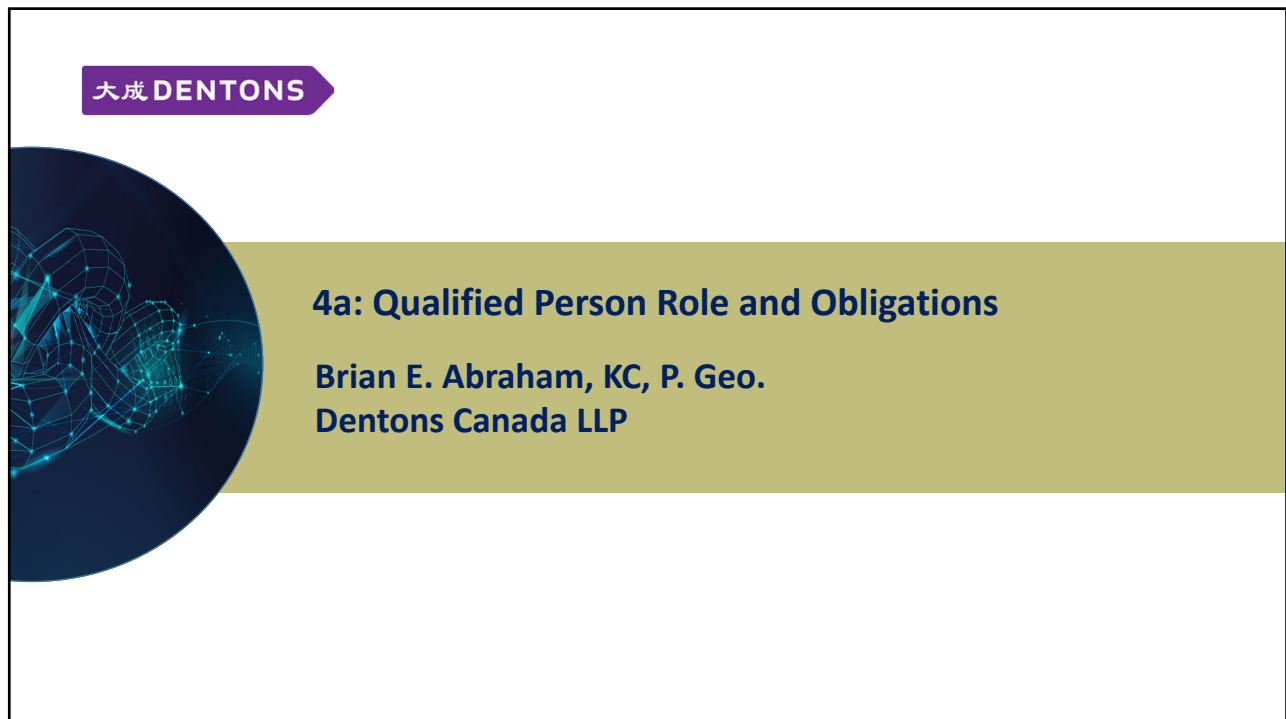 大成 DENTONS
4a: Qualified Person Role and Obligations
Brian E. Abraham, KC, P. Geo.
Dentons Canada LLP